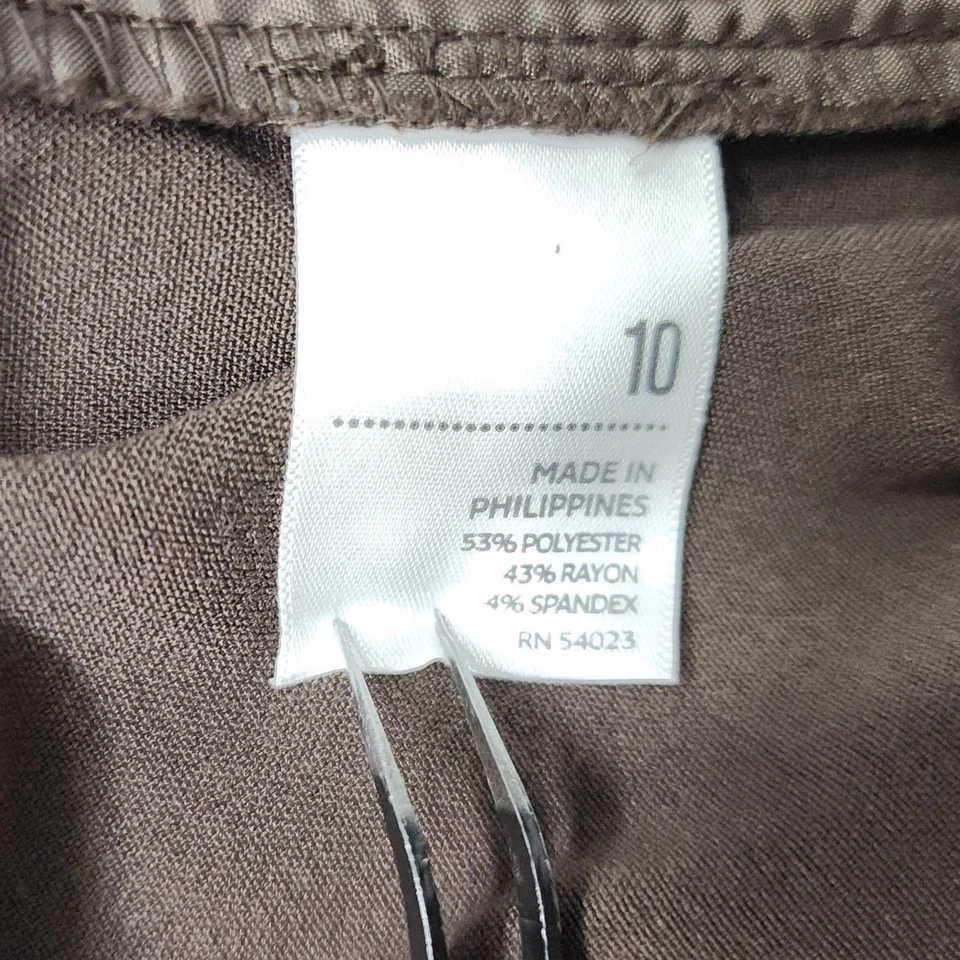 10
MADE IN
PHILIPPINES
53% POLYESTER
43% RAYON
4% SPANDEX
RN 54023